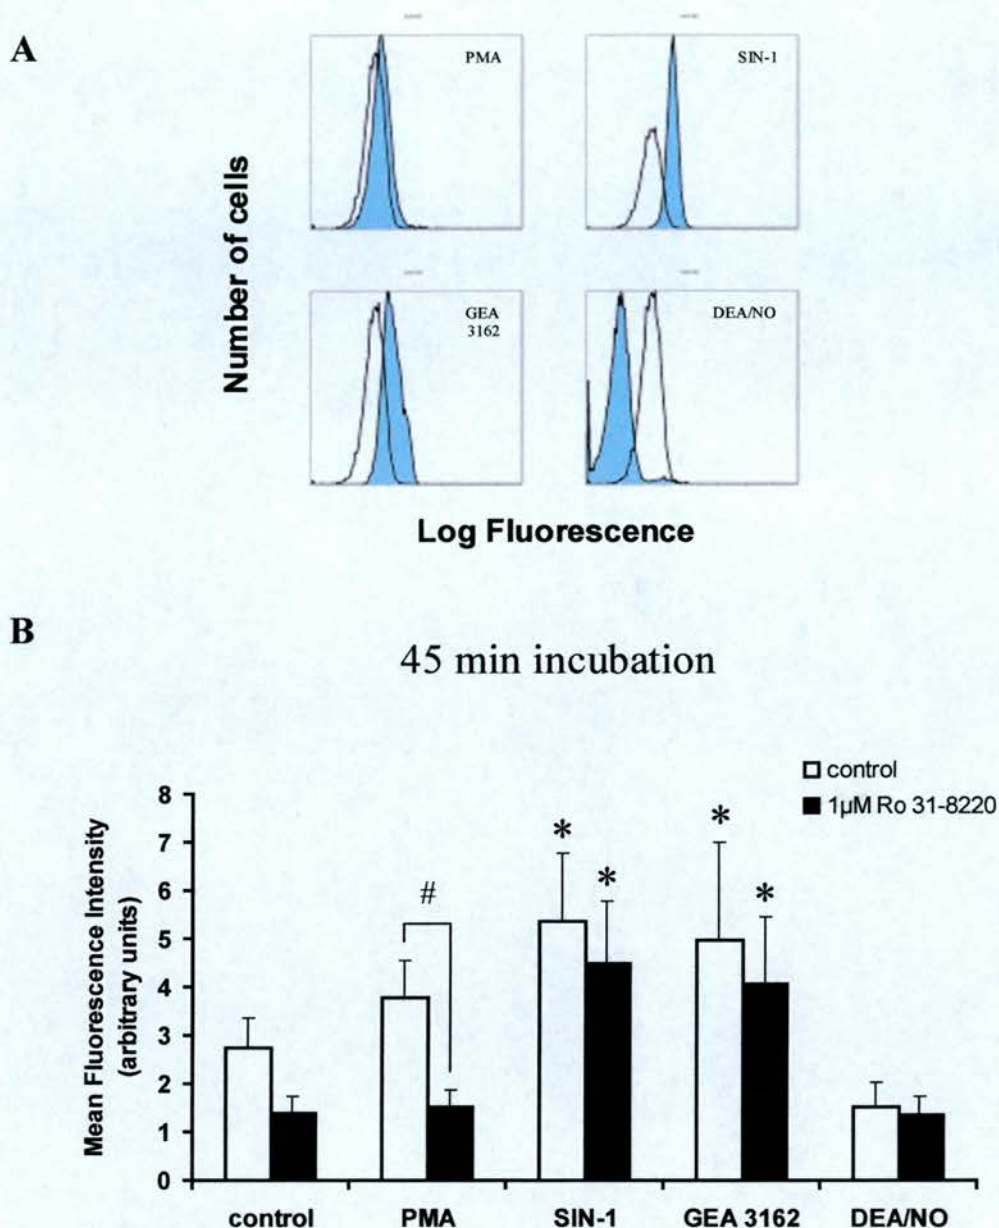 A
PMA
SIN-1
GEA
3162
DEA/NO
Number of cells
Log Fluorescence
B
45 min incubation
control
1µM Ro 31-8220
Mean Fluorescence Intensity
(arbitrary units)
8
7
6
5
4
3
2
1
0
#
*
*
*
*
control
PMA
SIN-1
GEA 3162
DEA/NO